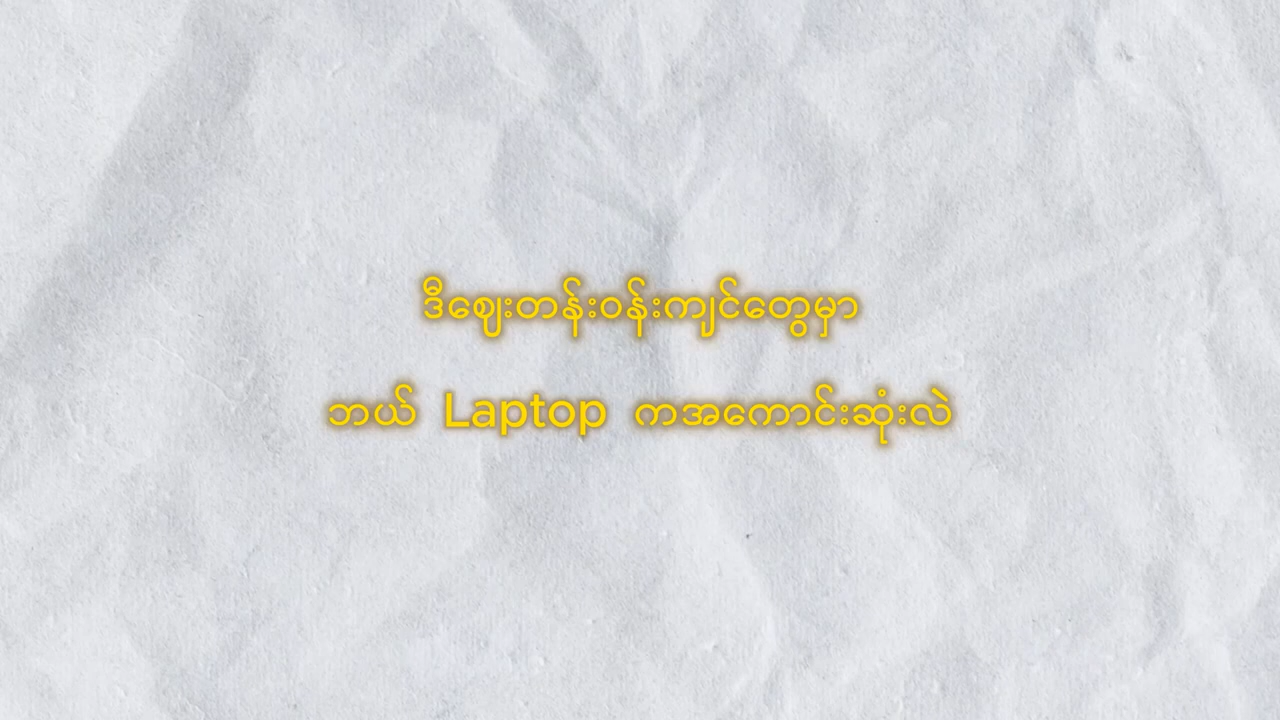 ဒီဈေးတန်းဝန်းကျင်တွေမှာ
ဘယ် Laptop ကအကောင်းဆုံးလဲ